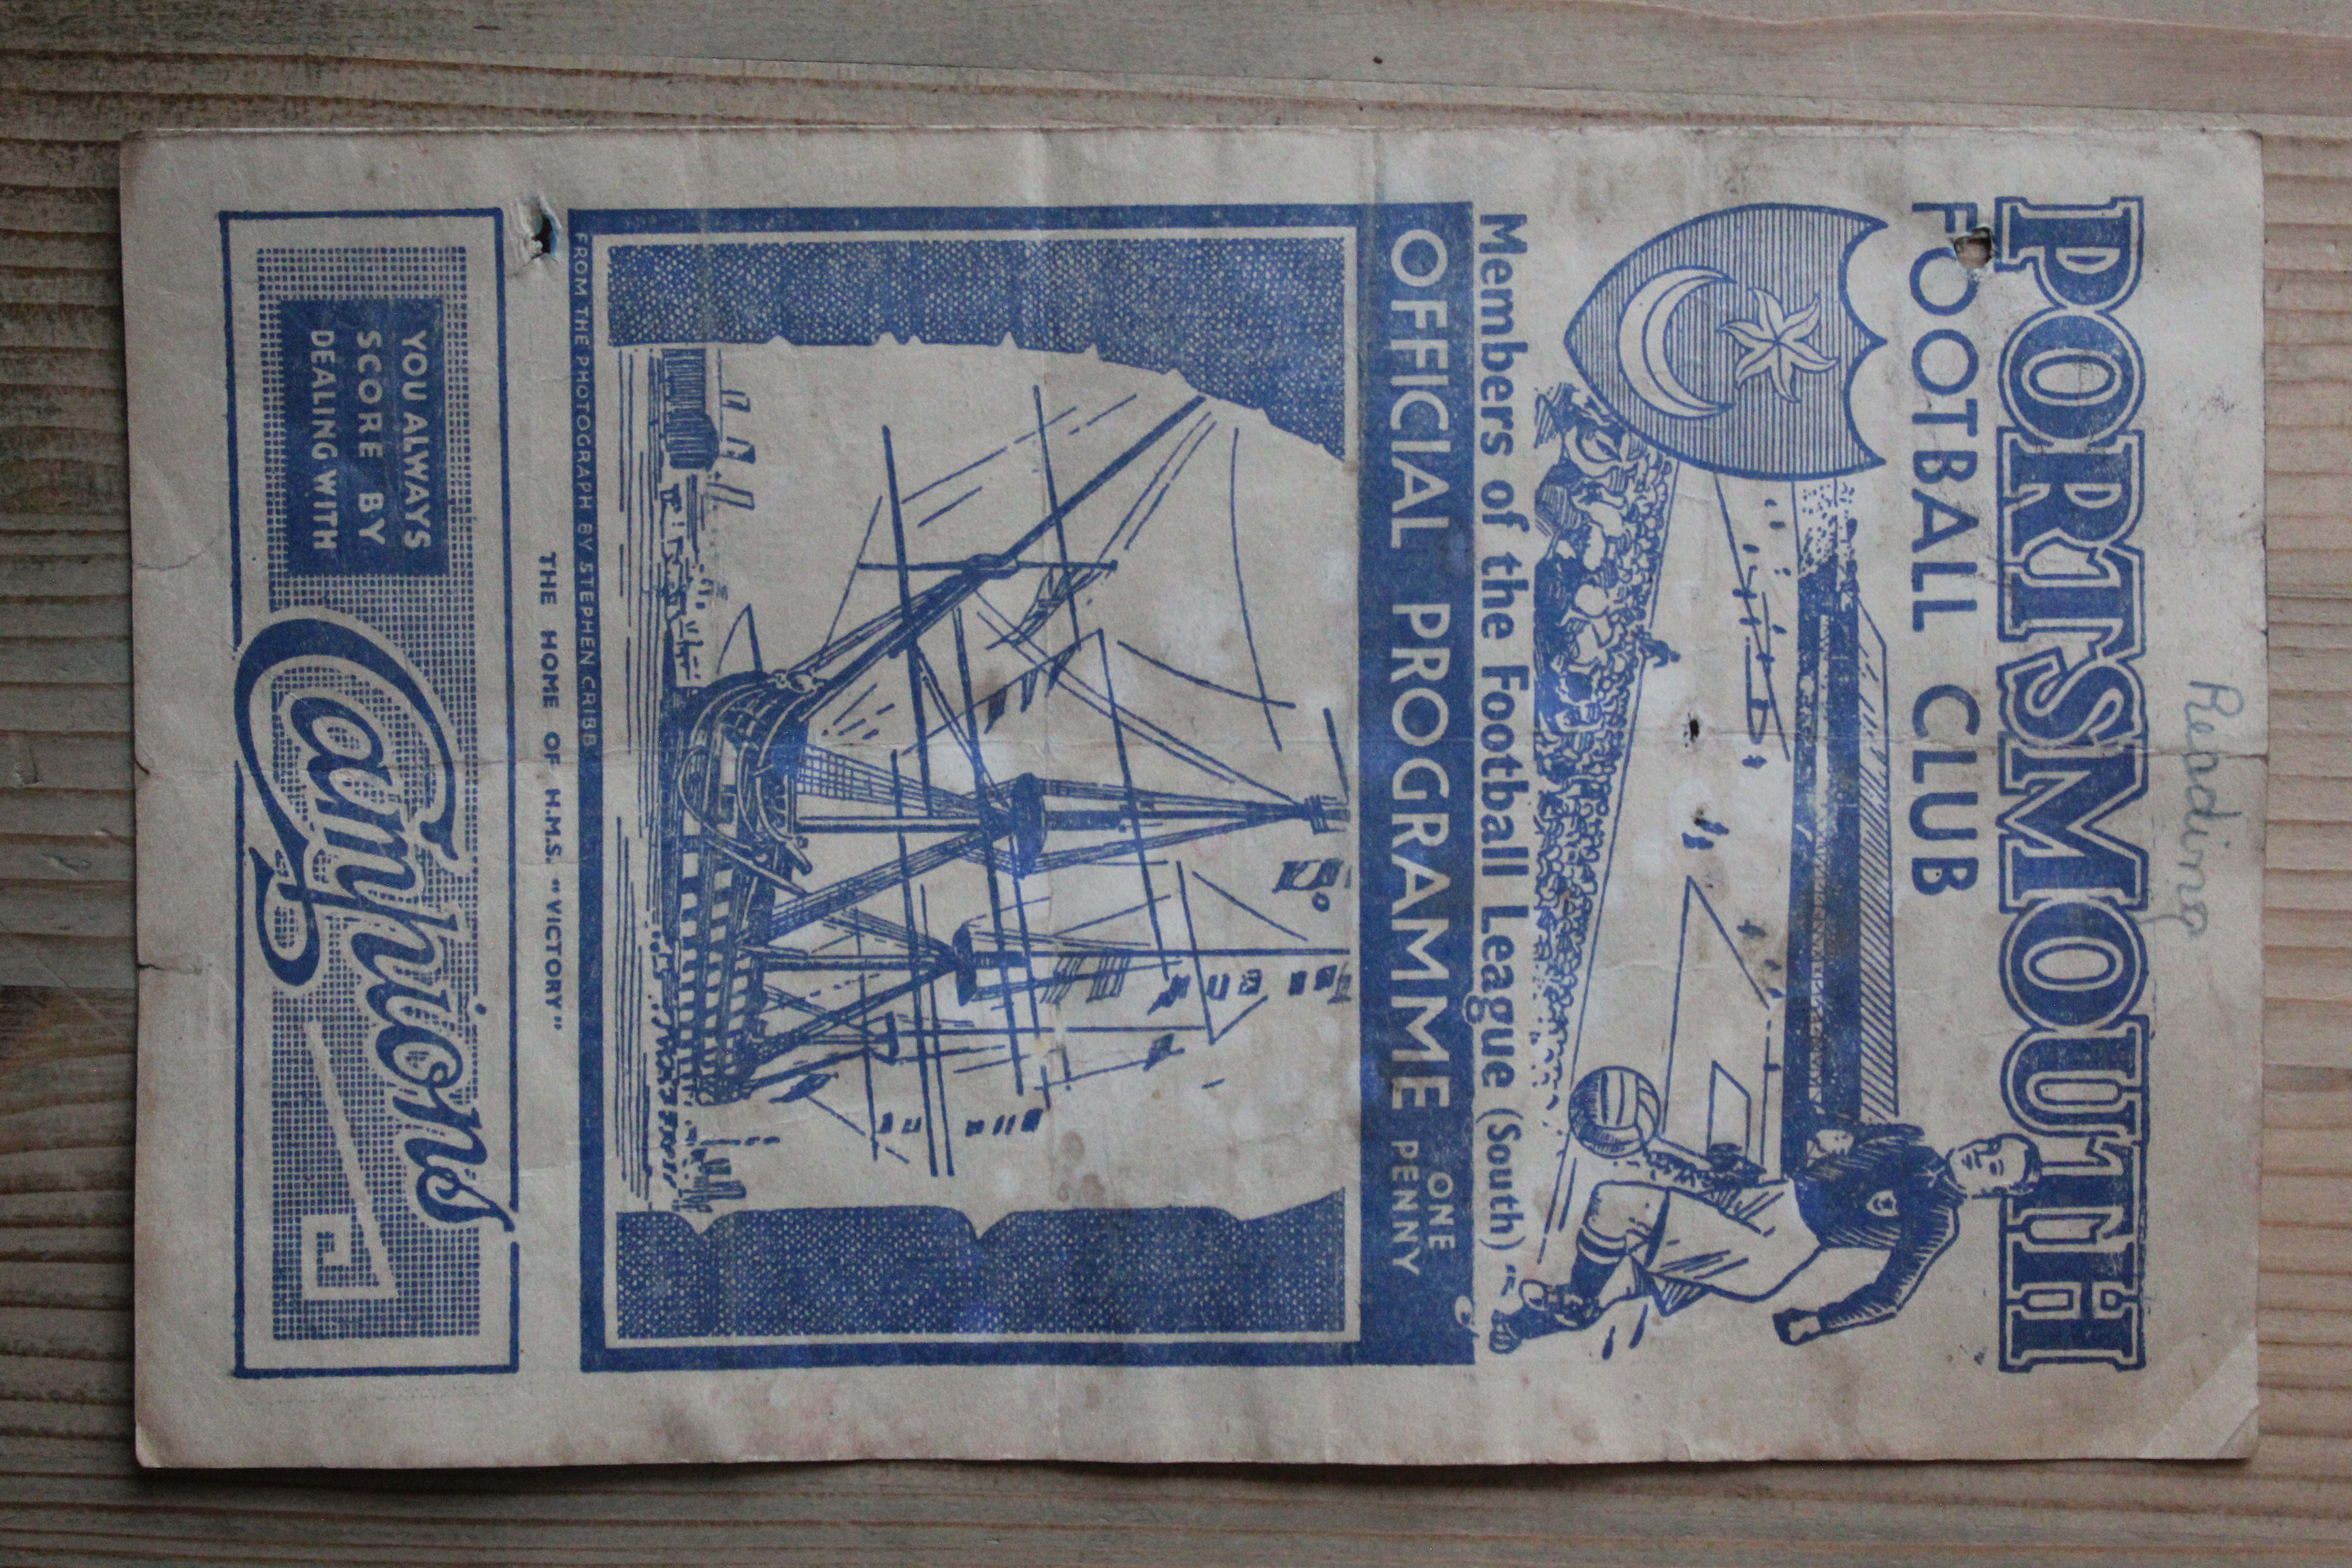 Reading
PORTSMOUTH
FOOTBALL CLUB
Members of the Football League (South)
OFFICIAL PROGRAMME ONE PENNY
FROM THE PHOTOGRAPH BY STEPHEN CRIBB
THE HOME OF H.M.S. "VICTORY"
YOU ALWAYS
SCORE BY
DEALING WITH
Campions